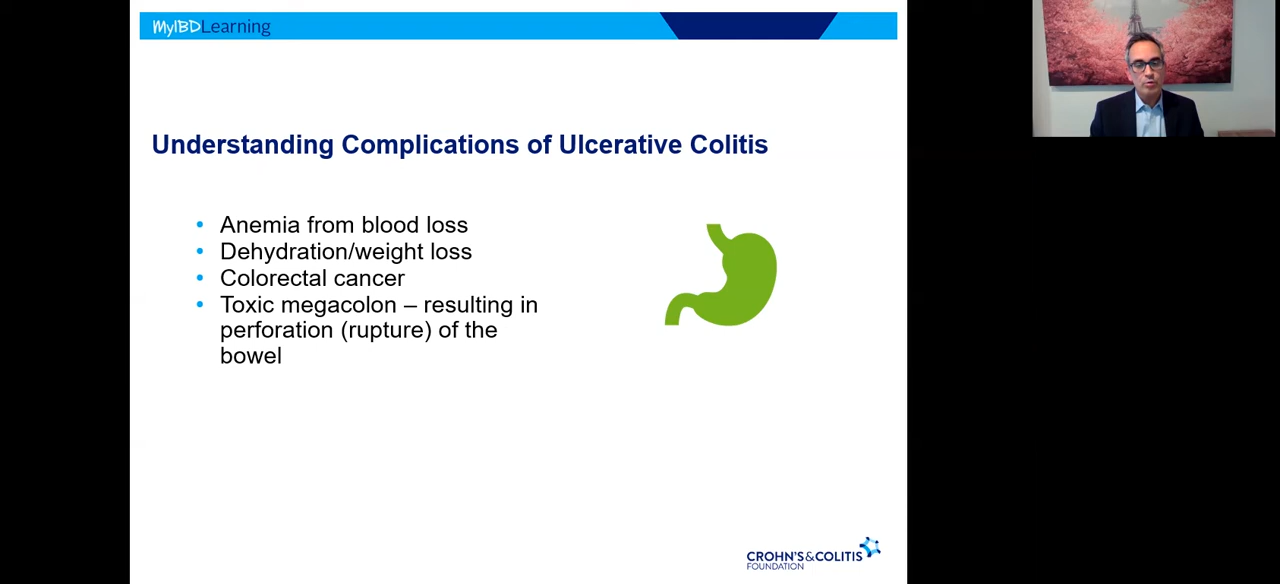 MyIBDLearning
Understanding Complications of Ulcerative Colitis
• Anemia from blood loss
• Dehydration/weight loss
• Colorectal cancer
• Toxic megacolon – resulting in
perforation (rupture) of the
bowel
CROHN'S&COLITIS
FOUNDATION